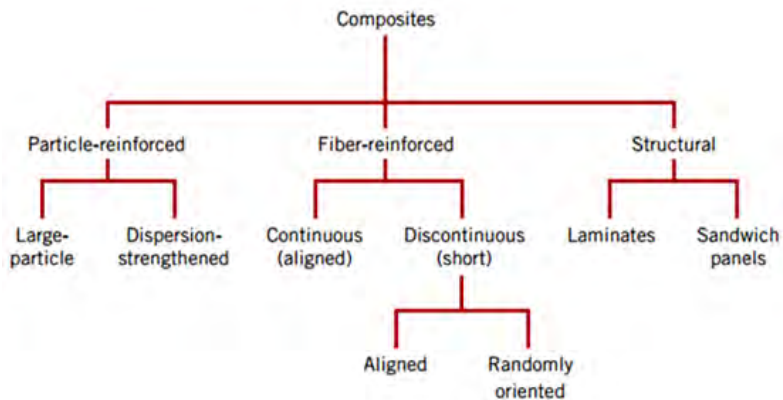 Composites
Particle-reinforced
Fiber-reinforced
Structural
Large-
particle
Dispersion-
strengthened
Continuous
(aligned)
Discontinuous
(short)
Laminates
Sandwich
panels
Aligned
Randomly
oriented